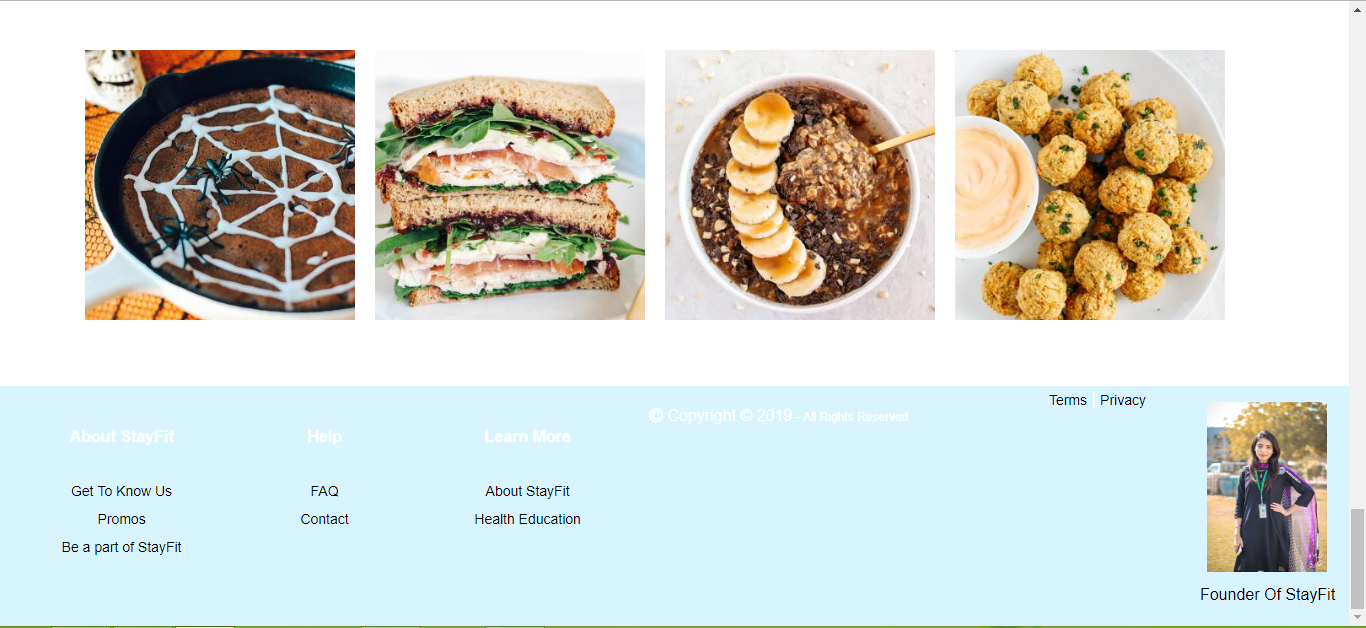 © Copyright © 2019 - All Rights Reserved
Terms | Privacy
About StayFit
Get To Know Us
Promos
Be a part of StayFit
Help
FAQ
Contact
Learn More
About StayFit
Health Education
Founder Of StayFit